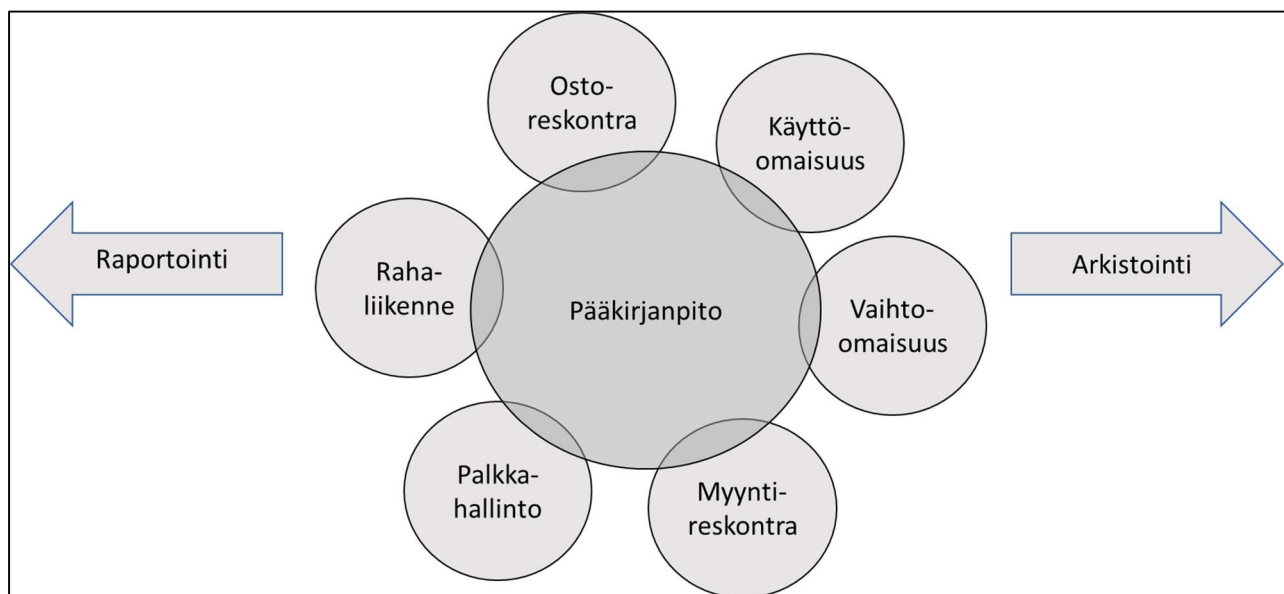 Osto-
reskontra
Käyttö-
omaisuus
Raportointi
Raha-
liikenne
Pääkirjanpito
Vaihto-
omaisuus
Arkistointi
Palkka-
hallinto
Myynti-
reskontra